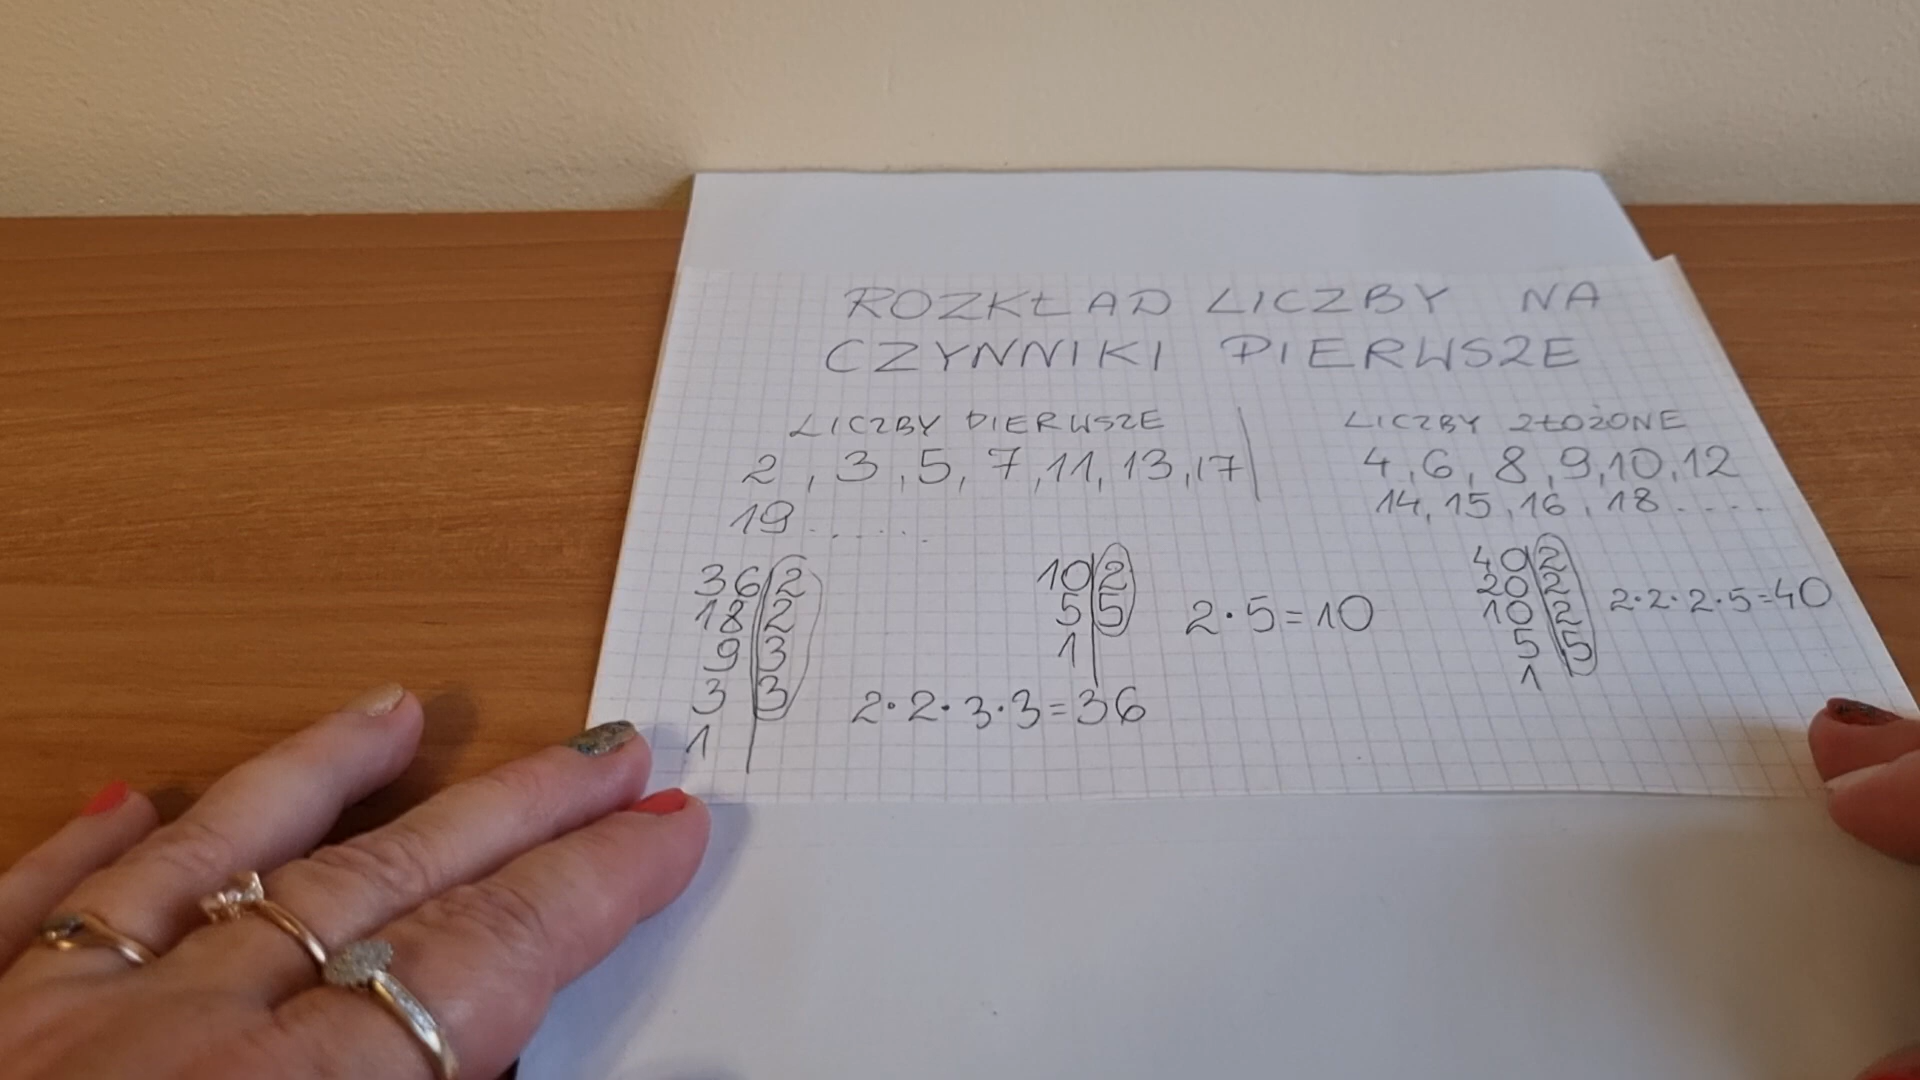 ROZKŁAD LICZBY NA
CZYNNIKI PIERWSZE
LICZBY PIERWSZE
2, 3, 5, 7, 11, 13, 17
19......
LICZBY ZŁOŻONE
4, 6, 8, 9, 10, 12
14, 15, 16, 18....
36|2
18|2
9|3
3|3
1|
2·2·3·3=36
10|2
5|5
1|
2·5=10
40|2
20|2
10|2
5|5
1
2·2·2·5=40